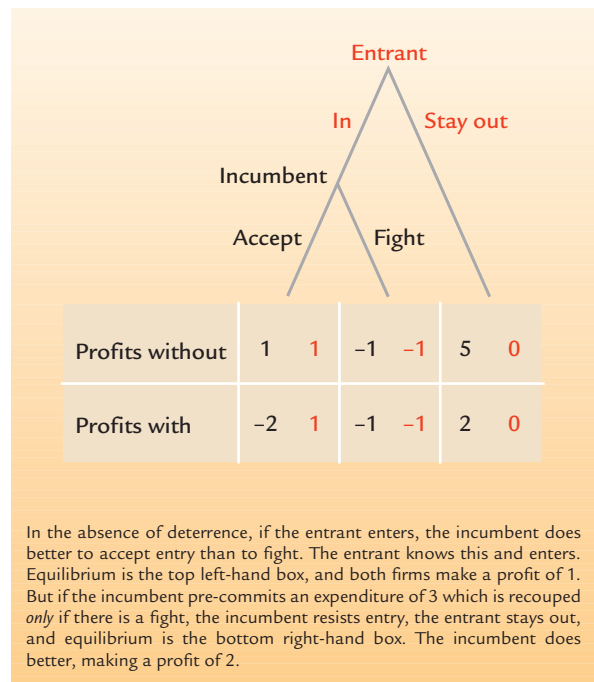 Entrant
In Stay out
Incumbent
Accept Fight
Profits without 1 1 –1 –1 5 0
Profits with –2 1 –1 –1 2 0
In the absence of deterrence, if the entrant enters, the incumbent does
better to accept entry than to fight. The entrant knows this and enters.
Equilibrium is the top left-hand box, and both firms make a profit of 1.
But if the incumbent pre-commits an expenditure of 3 which is recouped
only if there is a fight, the incumbent resists entry, the entrant stays out,
and equilibrium is the bottom right-hand box. The incumbent does
better, making a profit of 2.